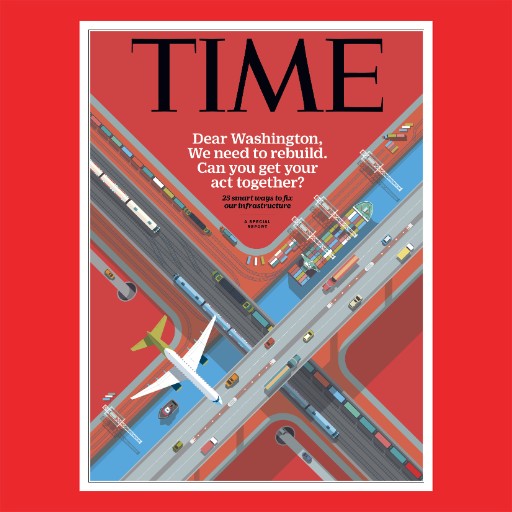 TIME
Dear Washington,
We need to rebuild.
Can you get your
act together?
23 smart ways to fix
our infrastructure
A SPECIAL
REPORT